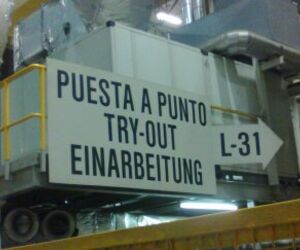 PUESTA A PUNTO
TRY-OUT
EINARBEITUNG
L-31